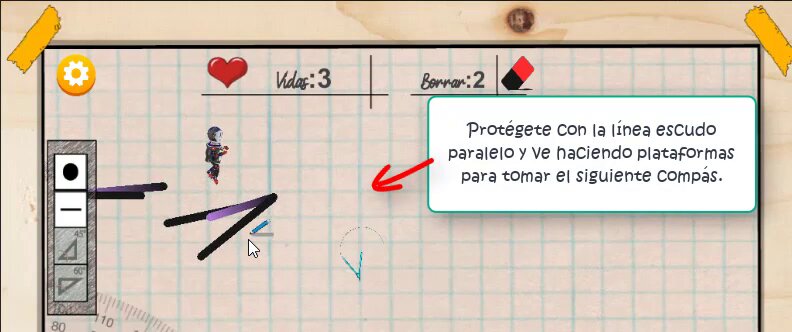 Vidas:3
Borrar:2
Protégete con la línea escudo
paralelo y ve haciendo plataformas
para tomar el siguiente compás.
45°
60°
80
110